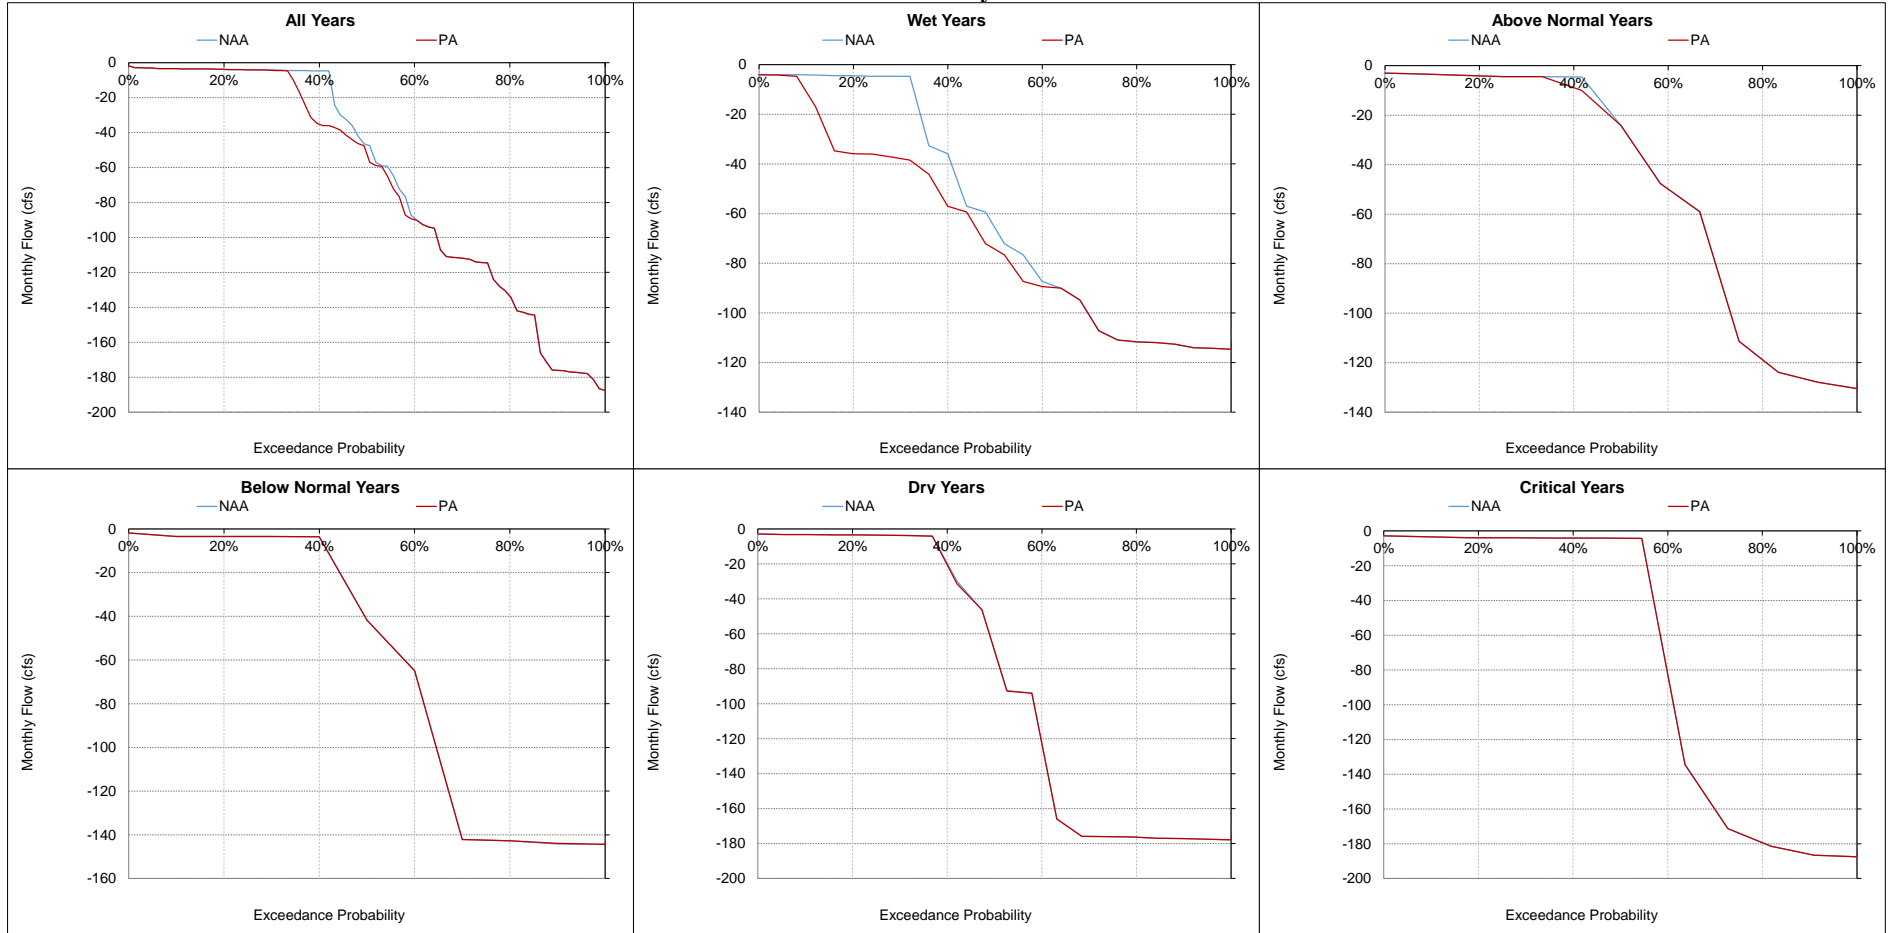 All Years
NAA PA
0
-20
-40
-60
-80
-100
-120
-140
-160
-180
-200
0% 20% 40% 60% 80% 100%
Monthly Flow (cfs)
Exceedance Probability
Wet Years
NAA PA
0
-20
-40
-60
-80
-100
-120
-140
0% 20% 40% 60% 80% 100%
Monthly Flow (cfs)
Exceedance Probability
Above Normal Years
NAA PA
0
-20
-40
-60
-80
-100
-120
-140
0% 20% 40% 60% 80% 100%
Monthly Flow (cfs)
Exceedance Probability
Below Normal Years
NAA PA
0
-20
-40
-60
-80
-100
-120
-140
-160
0% 20% 40% 60% 80% 100%
Monthly Flow (cfs)
Exceedance Probability
Dry Years
NAA PA
0
-20
-40
-60
-80
-100
-120
-140
-160
-180
-200
0% 20% 40% 60% 80% 100%
Monthly Flow (cfs)
Exceedance Probability
Critical Years
NAA PA
0
-20
-40
-60
-80
-100
-120
-140
-160
-180
-200
0% 20% 40% 60% 80% 100%
Monthly Flow (cfs)
Exceedance Probability